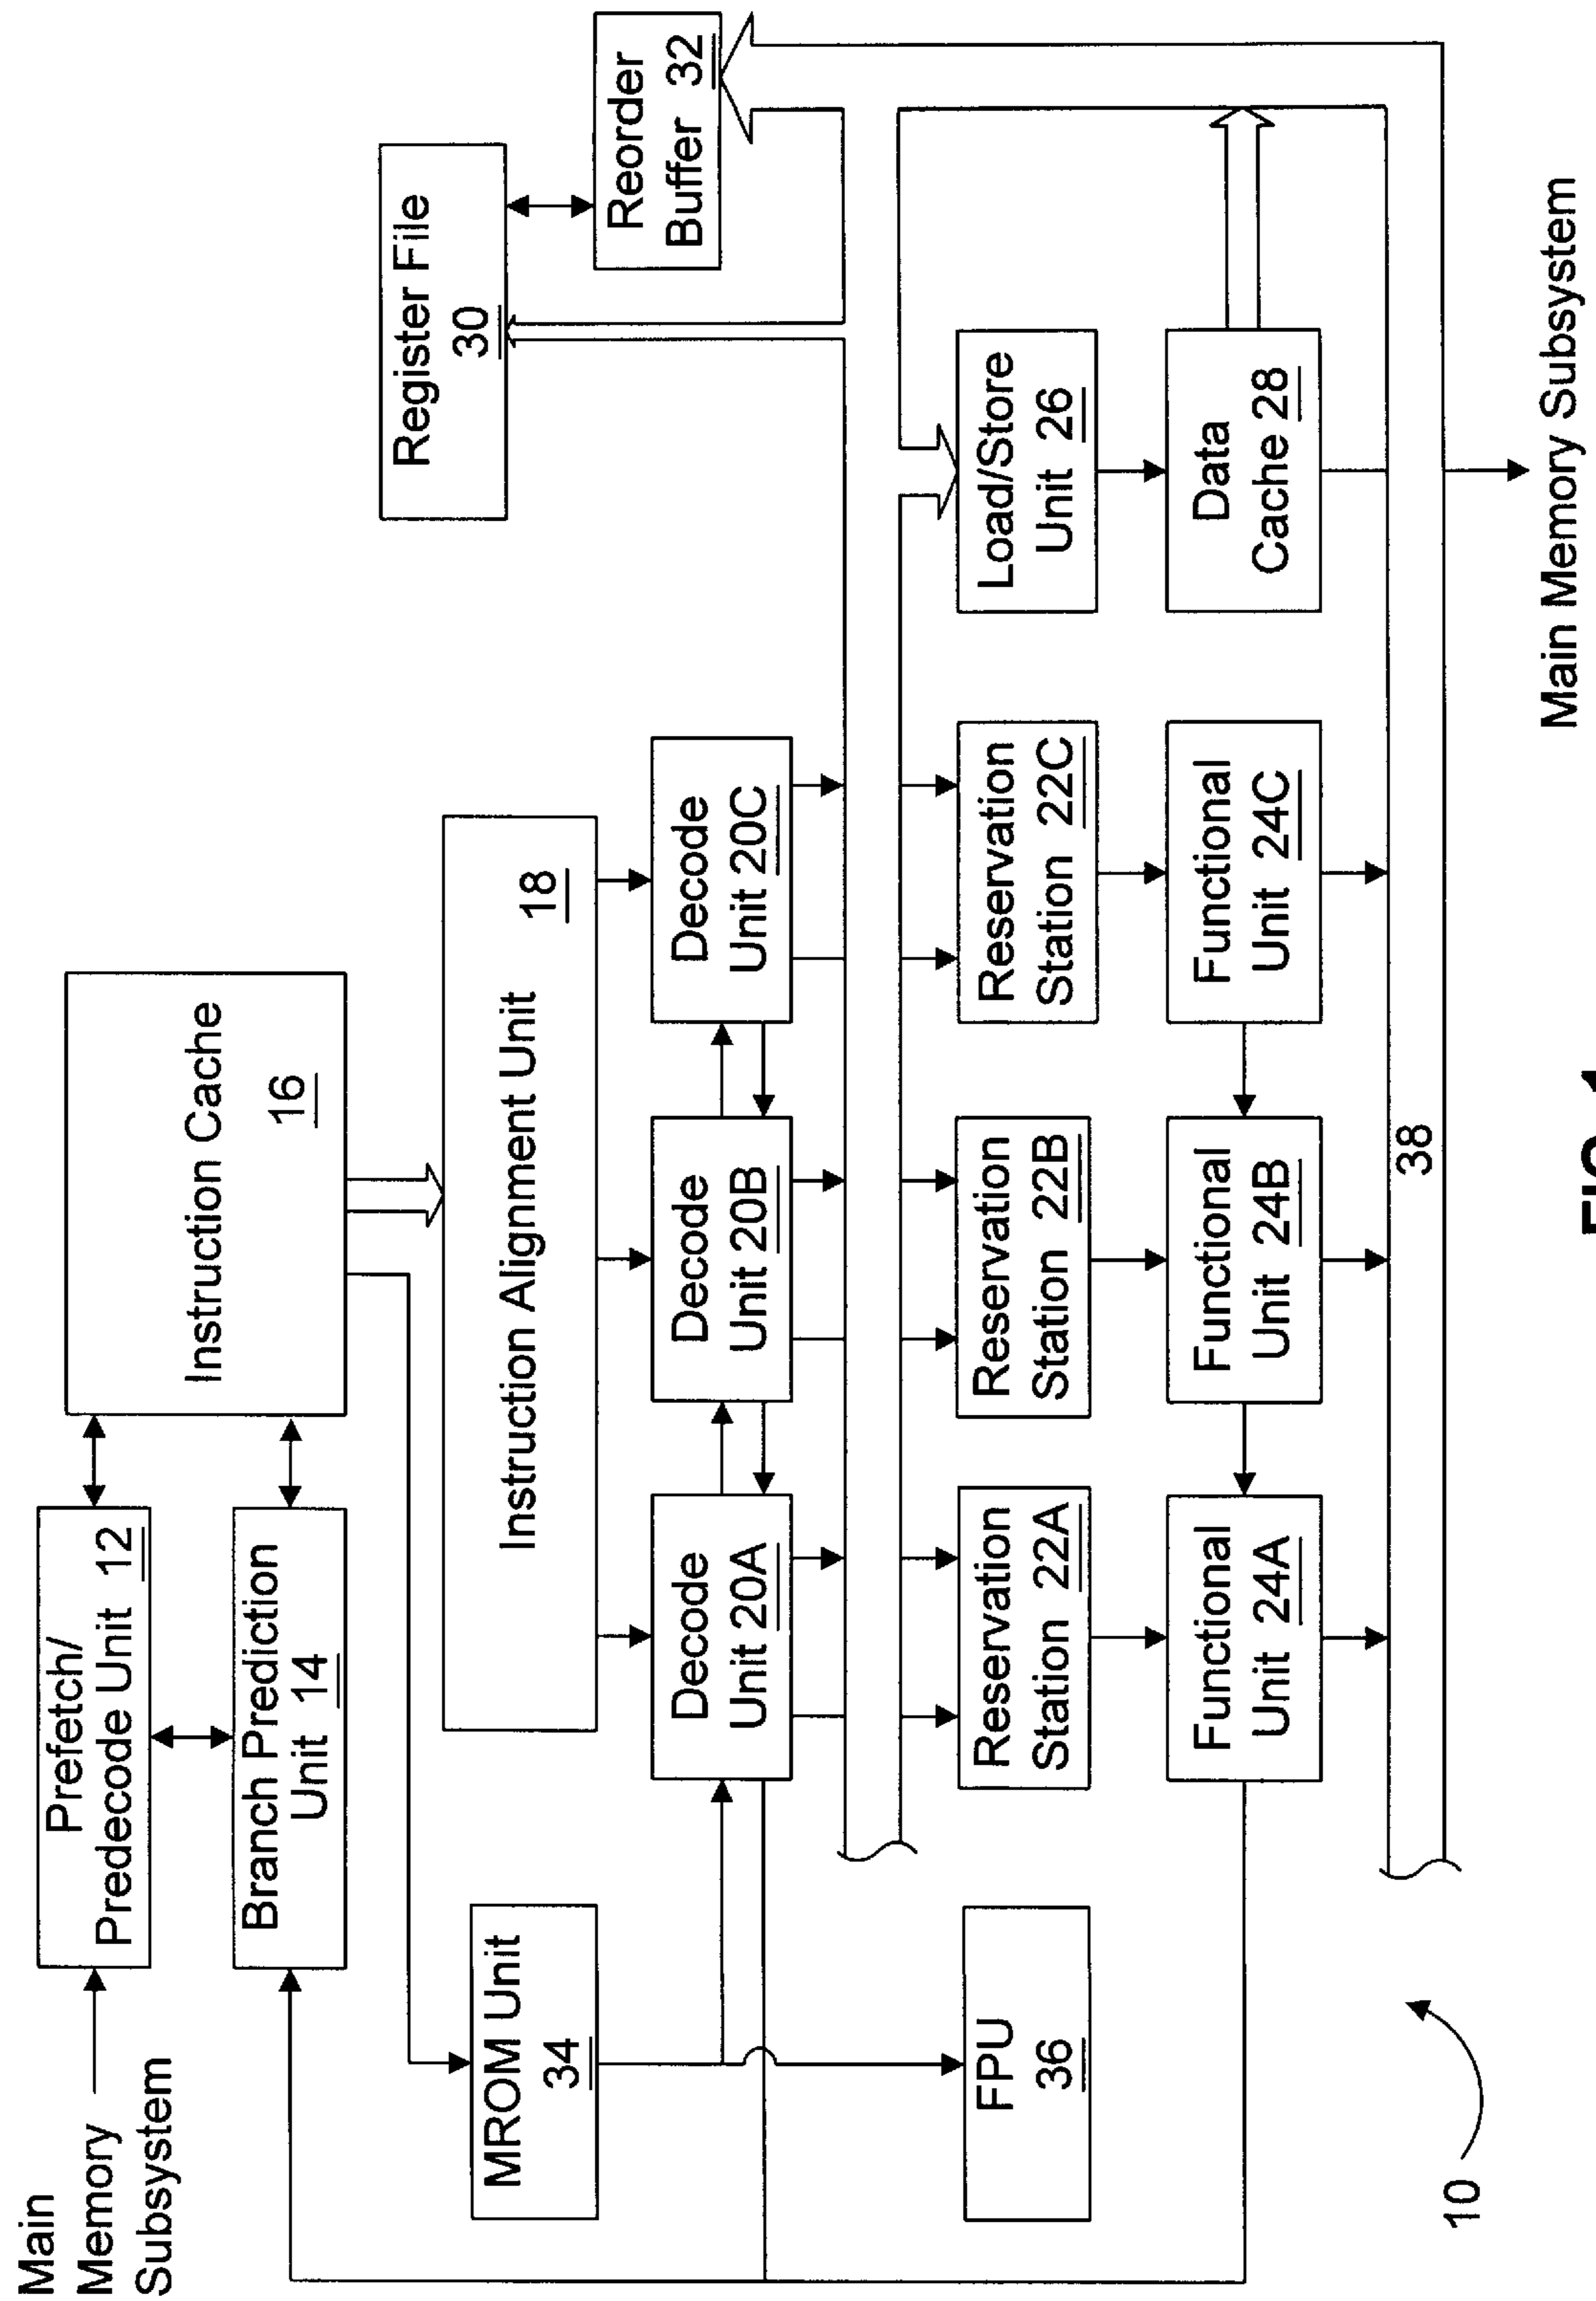 Main
Memory
Subsystem
Prefetch/
Predecode Unit 12
Branch Prediction
Unit 14
Instruction Cache
16
Register File
30
Reorder
Buffer 32
MROM Unit
34
Instruction Alignment Unit
18
Decode
Unit 20A
Decode
Unit 20B
Decode
Unit 20C
FPU
36
Reservation
Station 22A
Reservation
Station 22B
Reservation
Station 22C
Load/Store
Unit 26
Functional
Unit 24A
Functional
Unit 24B
Functional
Unit 24C
Data
Cache 28
38
10
Main Memory Subsystem